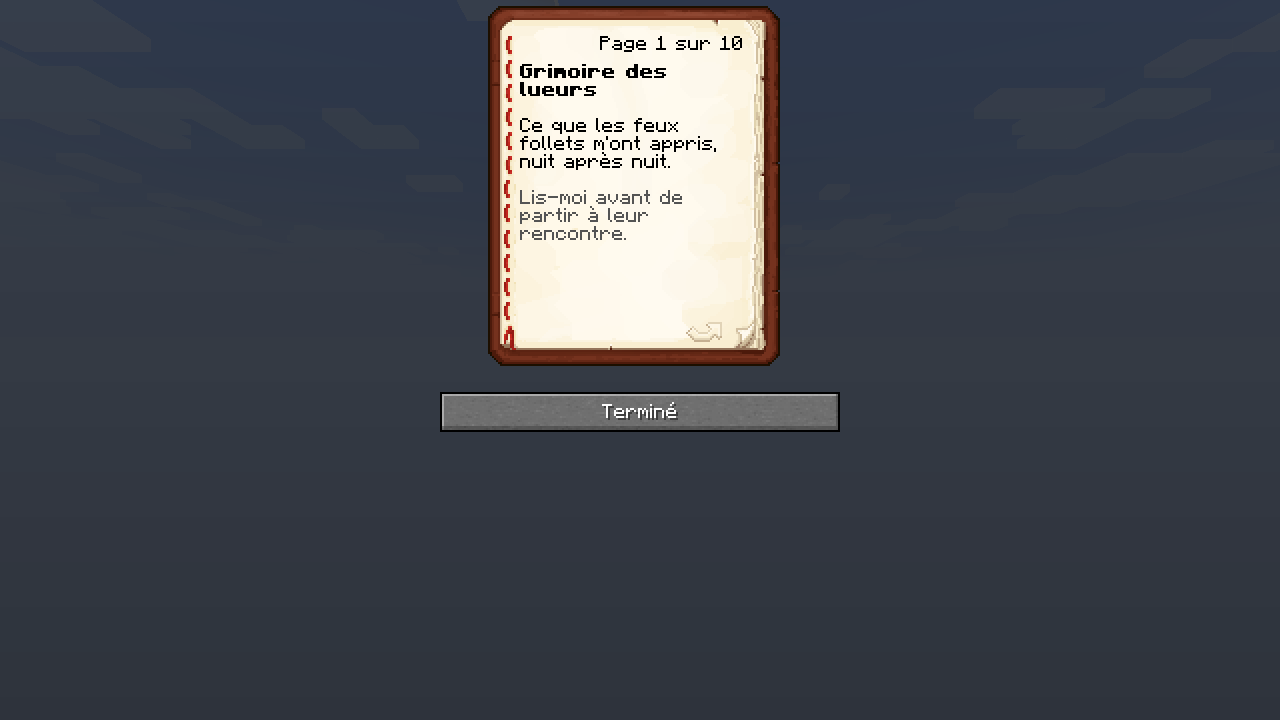 Page 1 sur 10
Grimoire des
lueurs
Ce que les feux
follets m'ont appris,
nuit après nuit.
Lis-moi avant de
partir à leur
rencontre.
Terminé